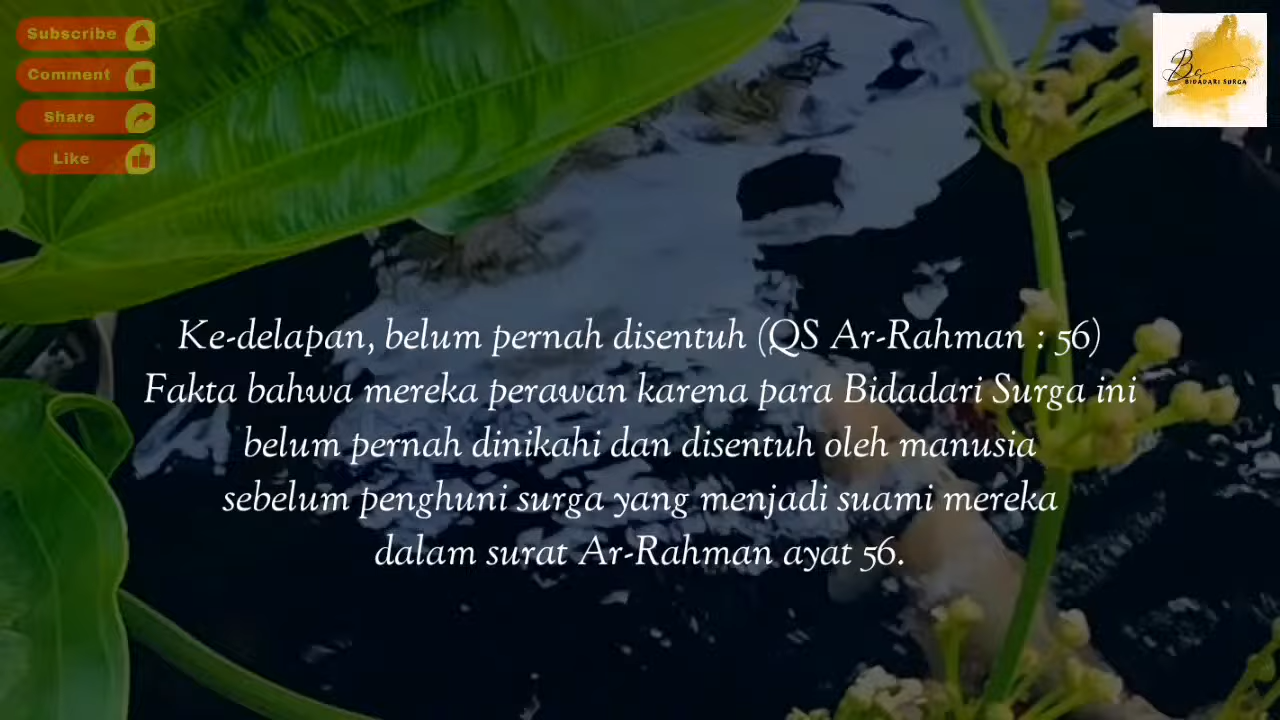 Subscribe
Comment
Share
Like
Bs
BIDADARI SURGA
Ke-delapan, belum pernah disentuh (QS Ar-Rahman : 56)
Fakta bahwa mereka perawan karena para Bidadari Surga ini
belum pernah dinikahi dan disentuh oleh manusia
sebelum penghuni surga yang menjadi suami mereka
dalam surat Ar-Rahman ayat 56.